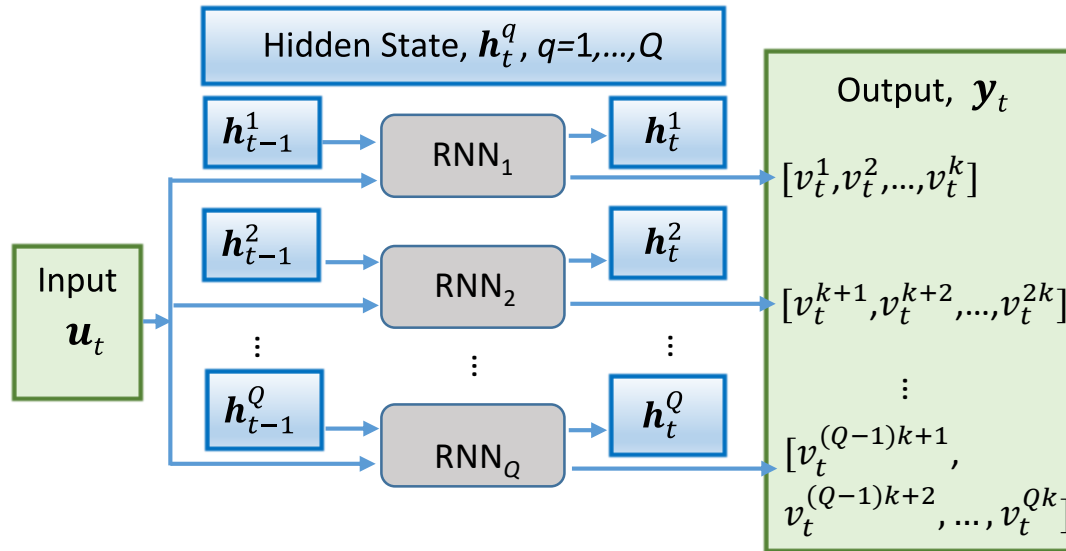 Hidden State, 𝒉_t^q, q=1,...,Q
Output, 𝒚_t
𝒉_{t−1}^1
RNN_1
𝒉_t^1
[v_t^1,v_t^2,...,v_t^k]
𝒉_{t−1}^2
RNN_2
𝒉_t^2
[v_t^{k+1},v_t^{k+2},...,v_t^{2k}]
Input
𝒖_t
⋮
⋮
⋮
⋮
𝒉_{t−1}^Q
RNN_Q
𝒉_t^Q
[v_t^{(Q−1)k+1},
v_t^{(Q−1)k+2}, ..., v_t^{Qk}]